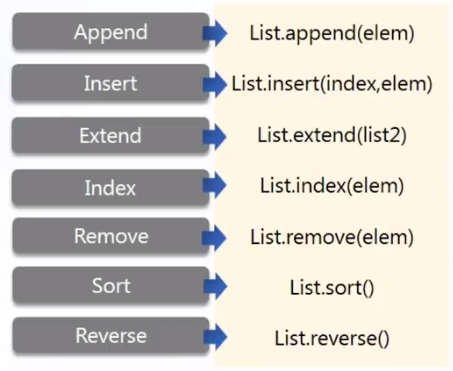 Append List.append(elem)
Insert List.insert(index,elem)
Extend List.extend(list2)
Index List.index(elem)
Remove List.remove(elem)
Sort List.sort()
Reverse List.reverse()